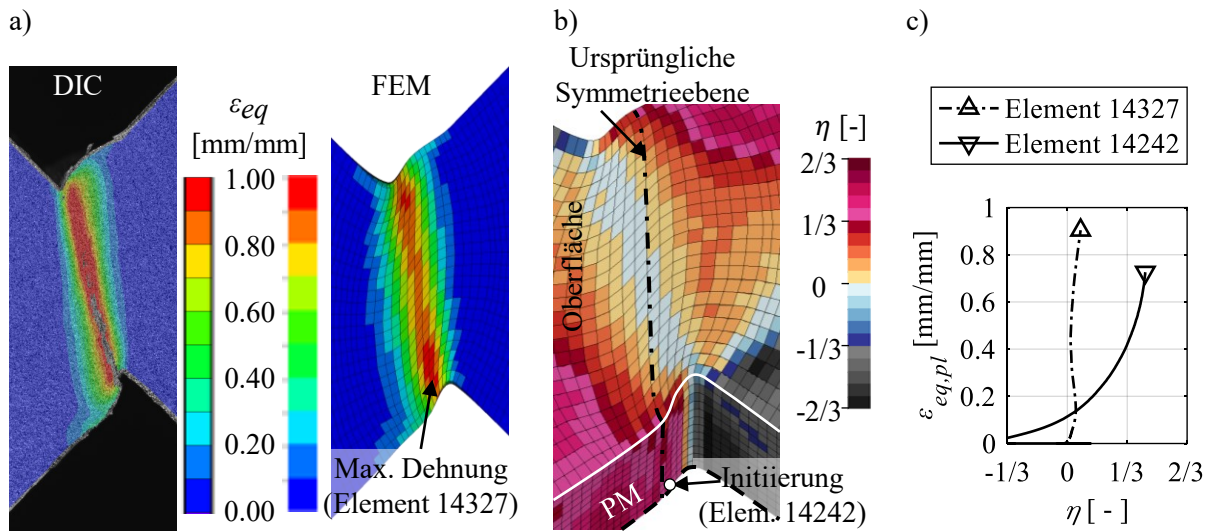 a)
DIC
ε_eq
[mm/mm]
1.00
0.80
0.60
0.40
0.20
0.00
FEM
Max. Dehnung
(Element 14327)
b)
Ursprüngliche
Symmetrieebene
Oberfläche
PM
Initiierung
(Elem. 14242)
η [-]
2/3
1/3
0
-1/3
-2/3
c)
Element 14327
Element 14242
ε_eq,pl [mm/mm]
1
0.8
0.6
0.4
0.2
0
-1/3 0 1/3 2/3
η [ - ]